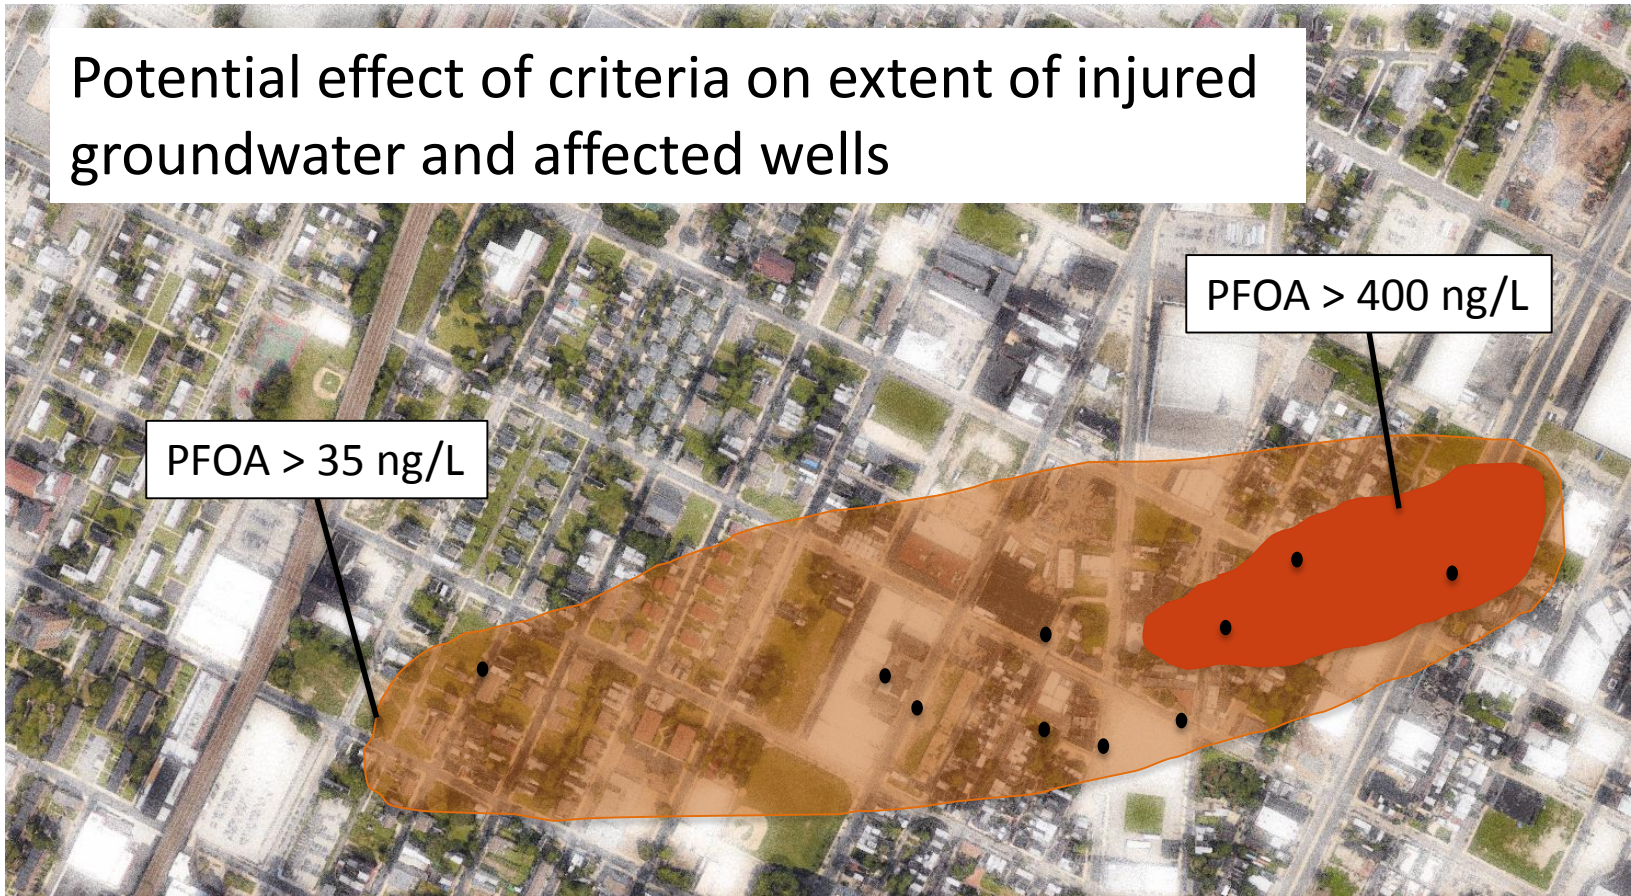 Potential effect of criteria on extent of injured
groundwater and affected wells
PFOA > 400 ng/L
PFOA > 35 ng/L